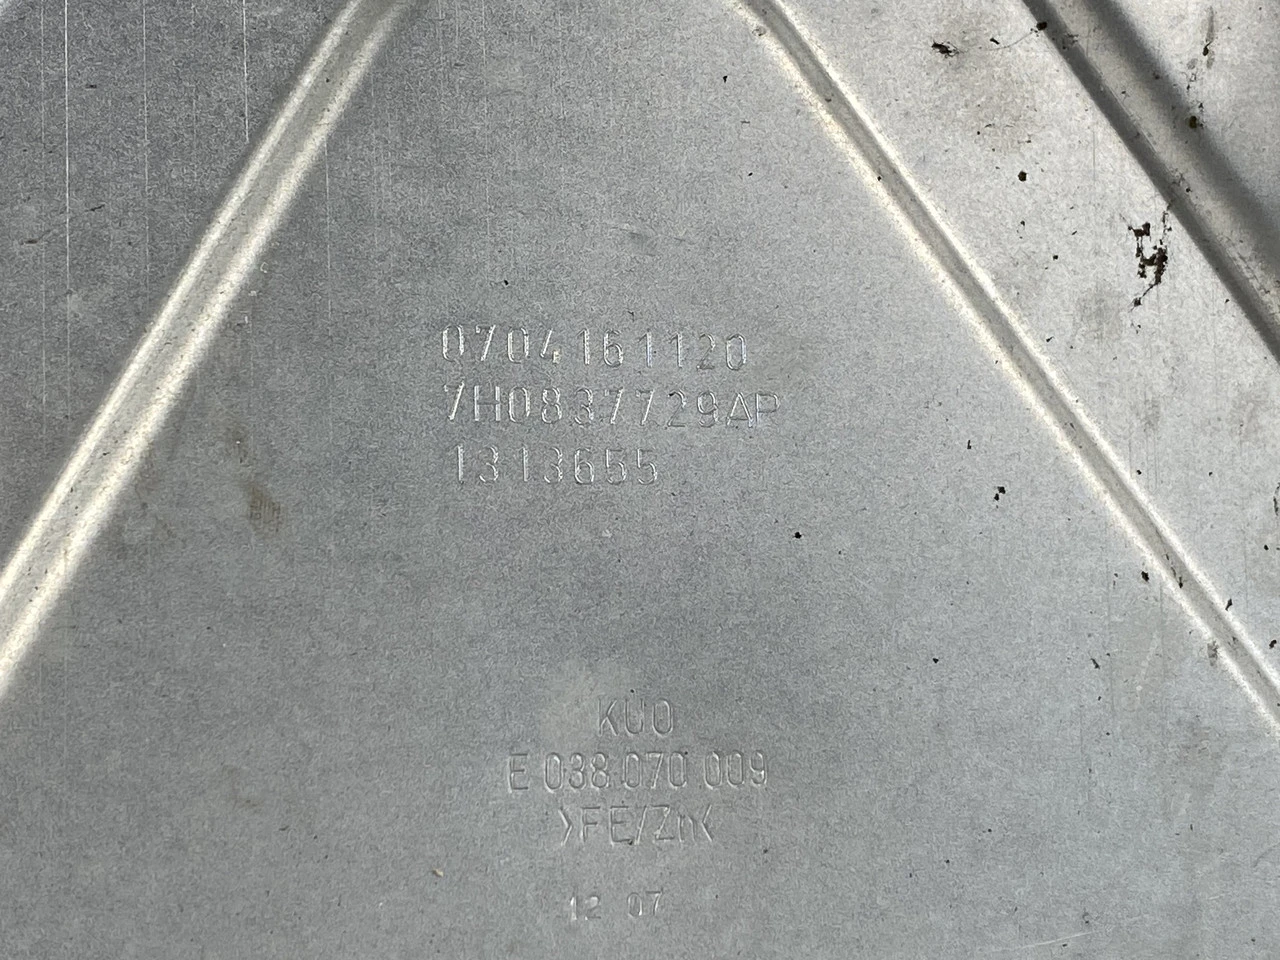 0704161120
7H0837729AP
1313655
KUO
E 038 070 009
>FE/Zn<
12 07